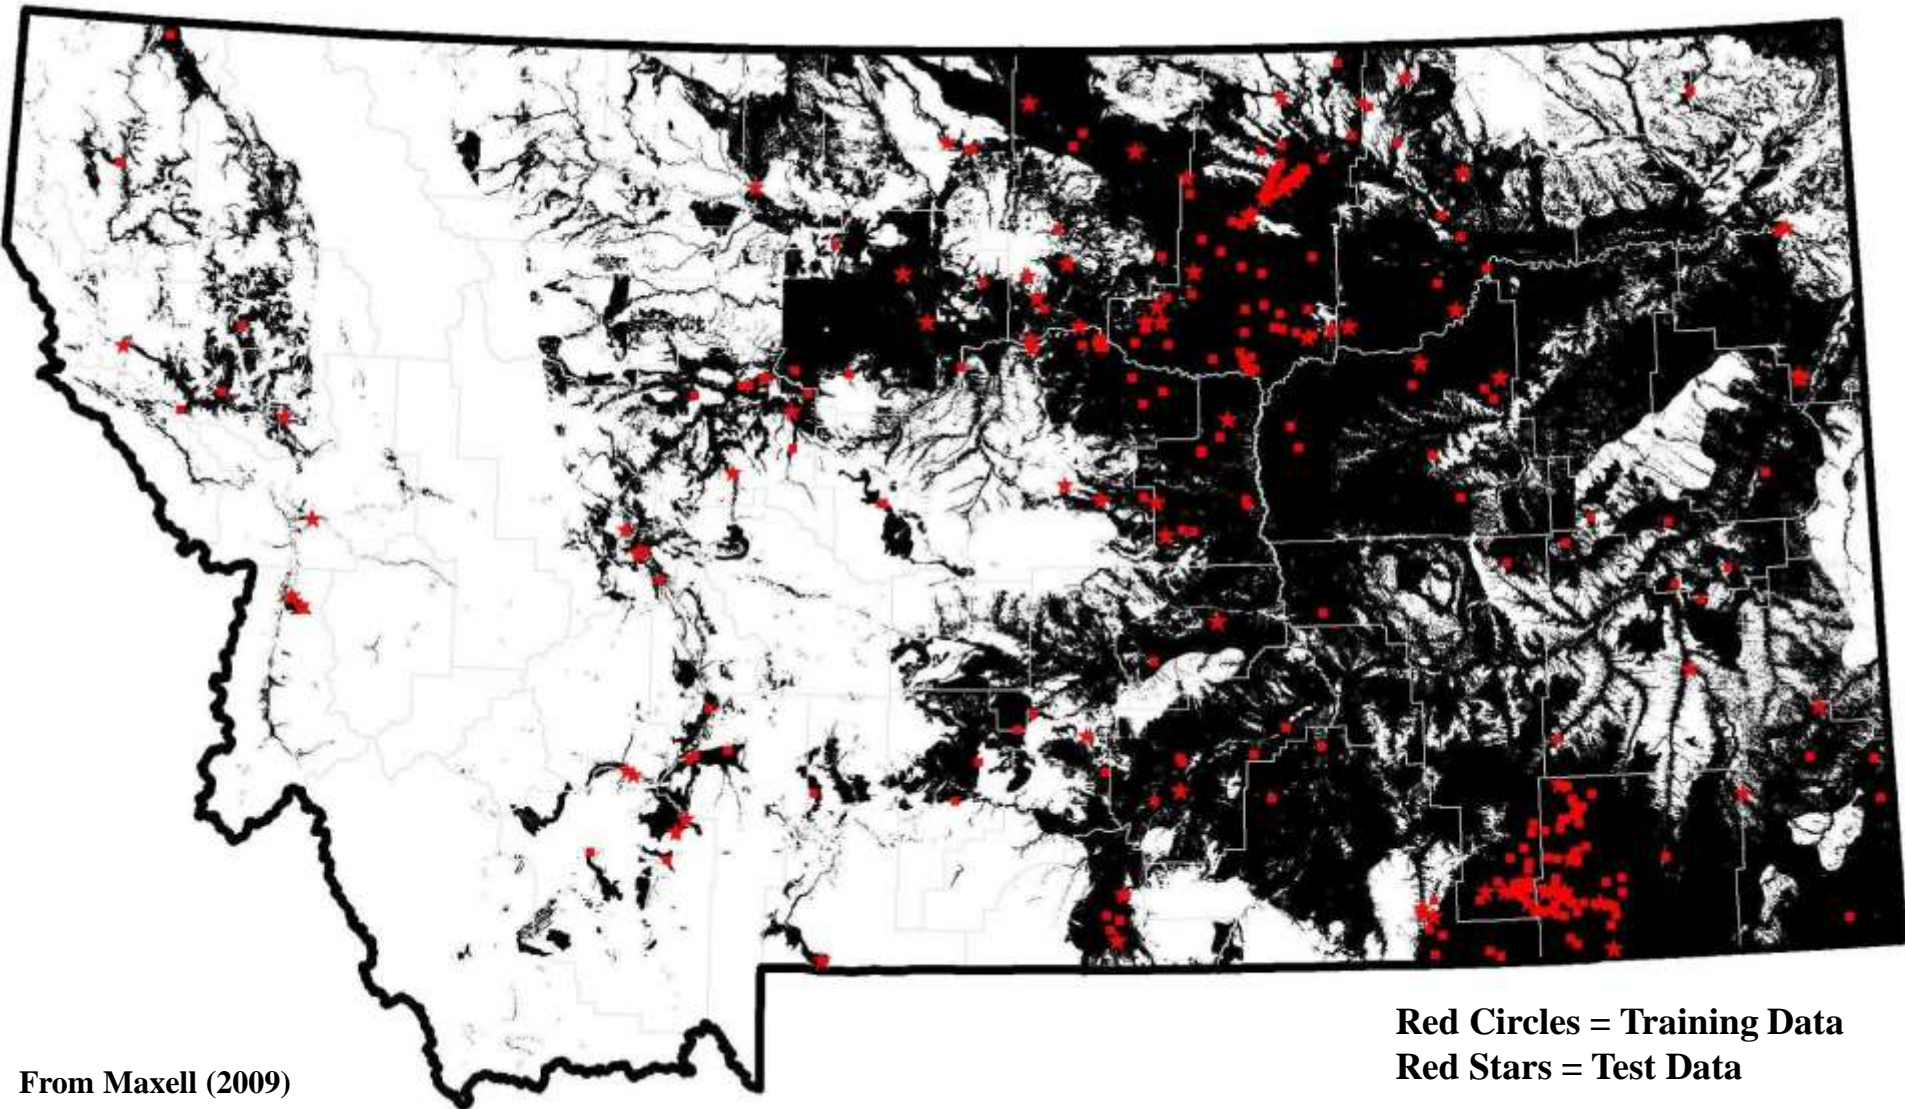 Red Circles = Training Data
Red Stars = Test Data
From Maxell (2009)